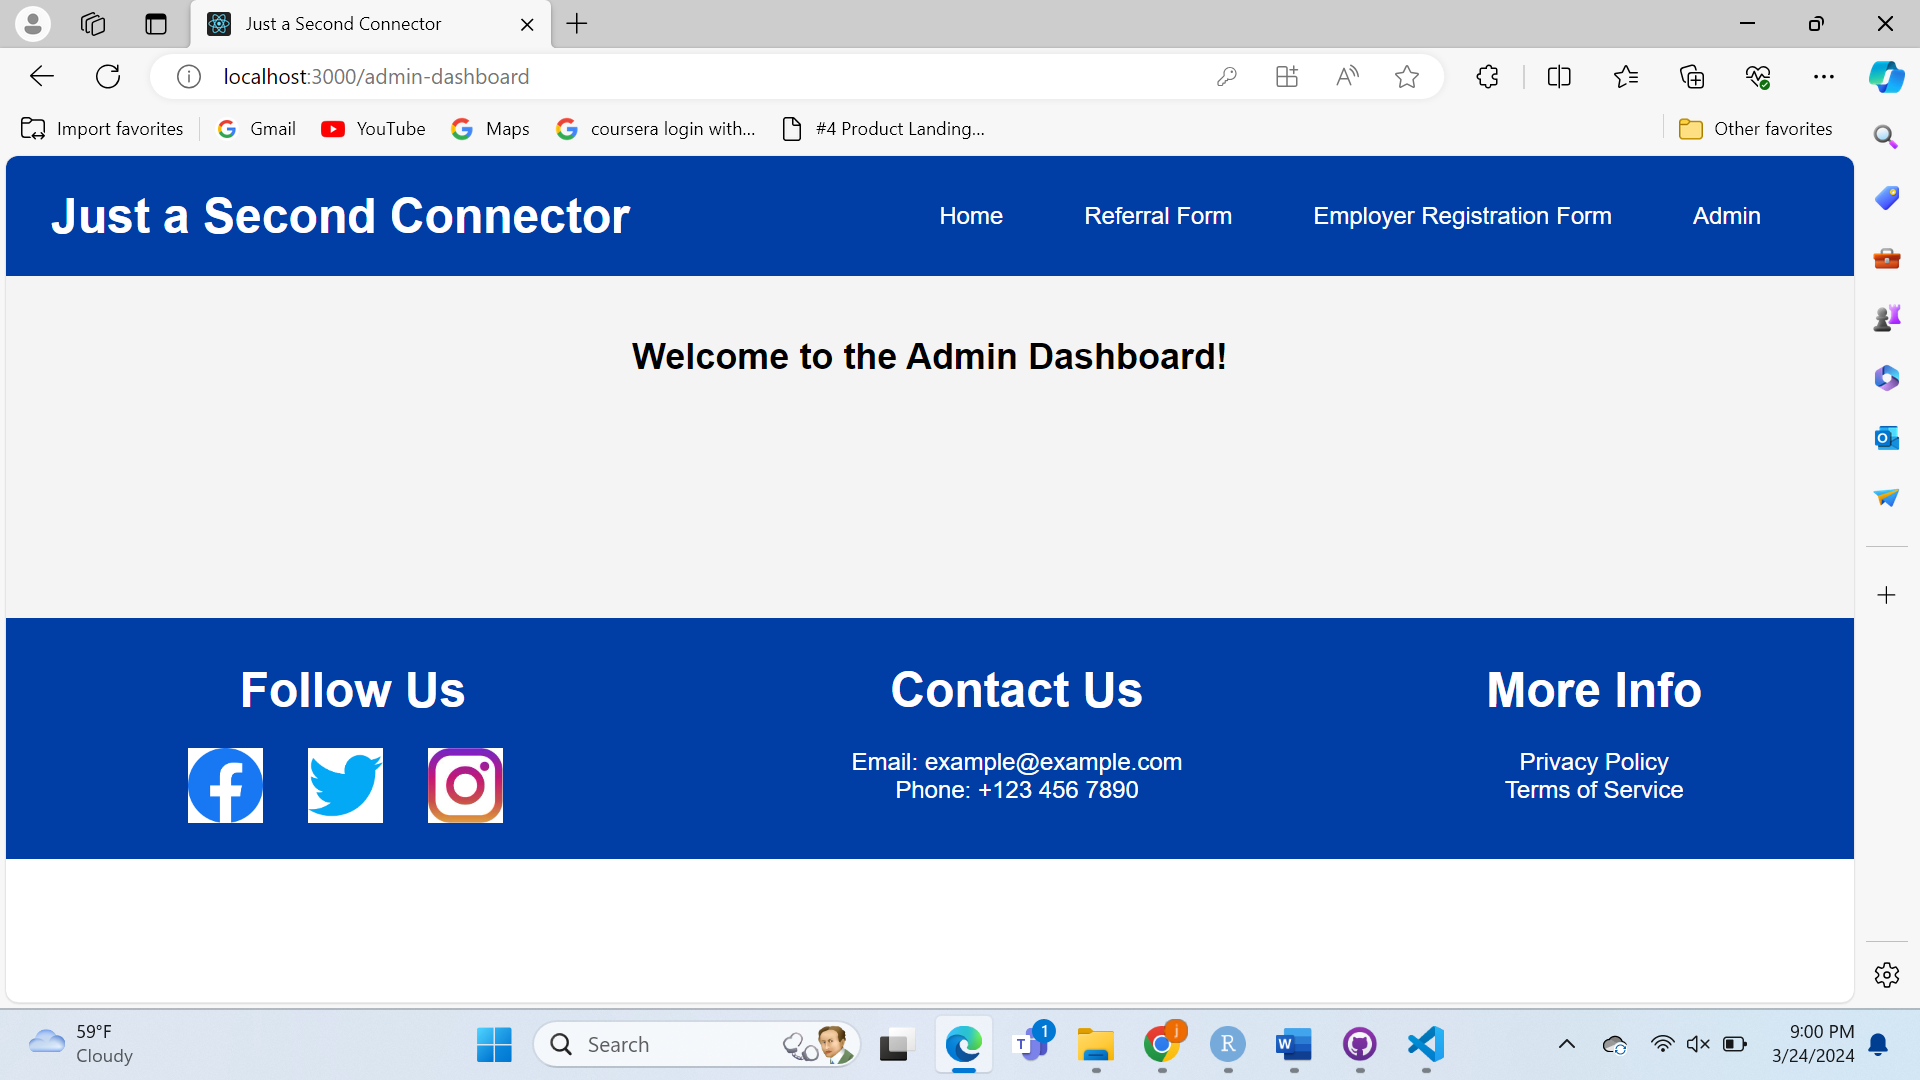 Just a Second Connector
localhost:3000/admin-dashboard
Import favorites
Gmail
YouTube
Maps
coursera login with...
#4 Product Landing...
Other favorites
Just a Second Connector
Home
Referral Form
Employer Registration Form
Admin
Welcome to the Admin Dashboard!
Follow Us
Contact Us
Email: example@example.com
Phone: +123 456 7890
More Info
Privacy Policy
Terms of Service
59°F
Cloudy
Search
T
1
j
R
W
9:00 PM
3/24/2024